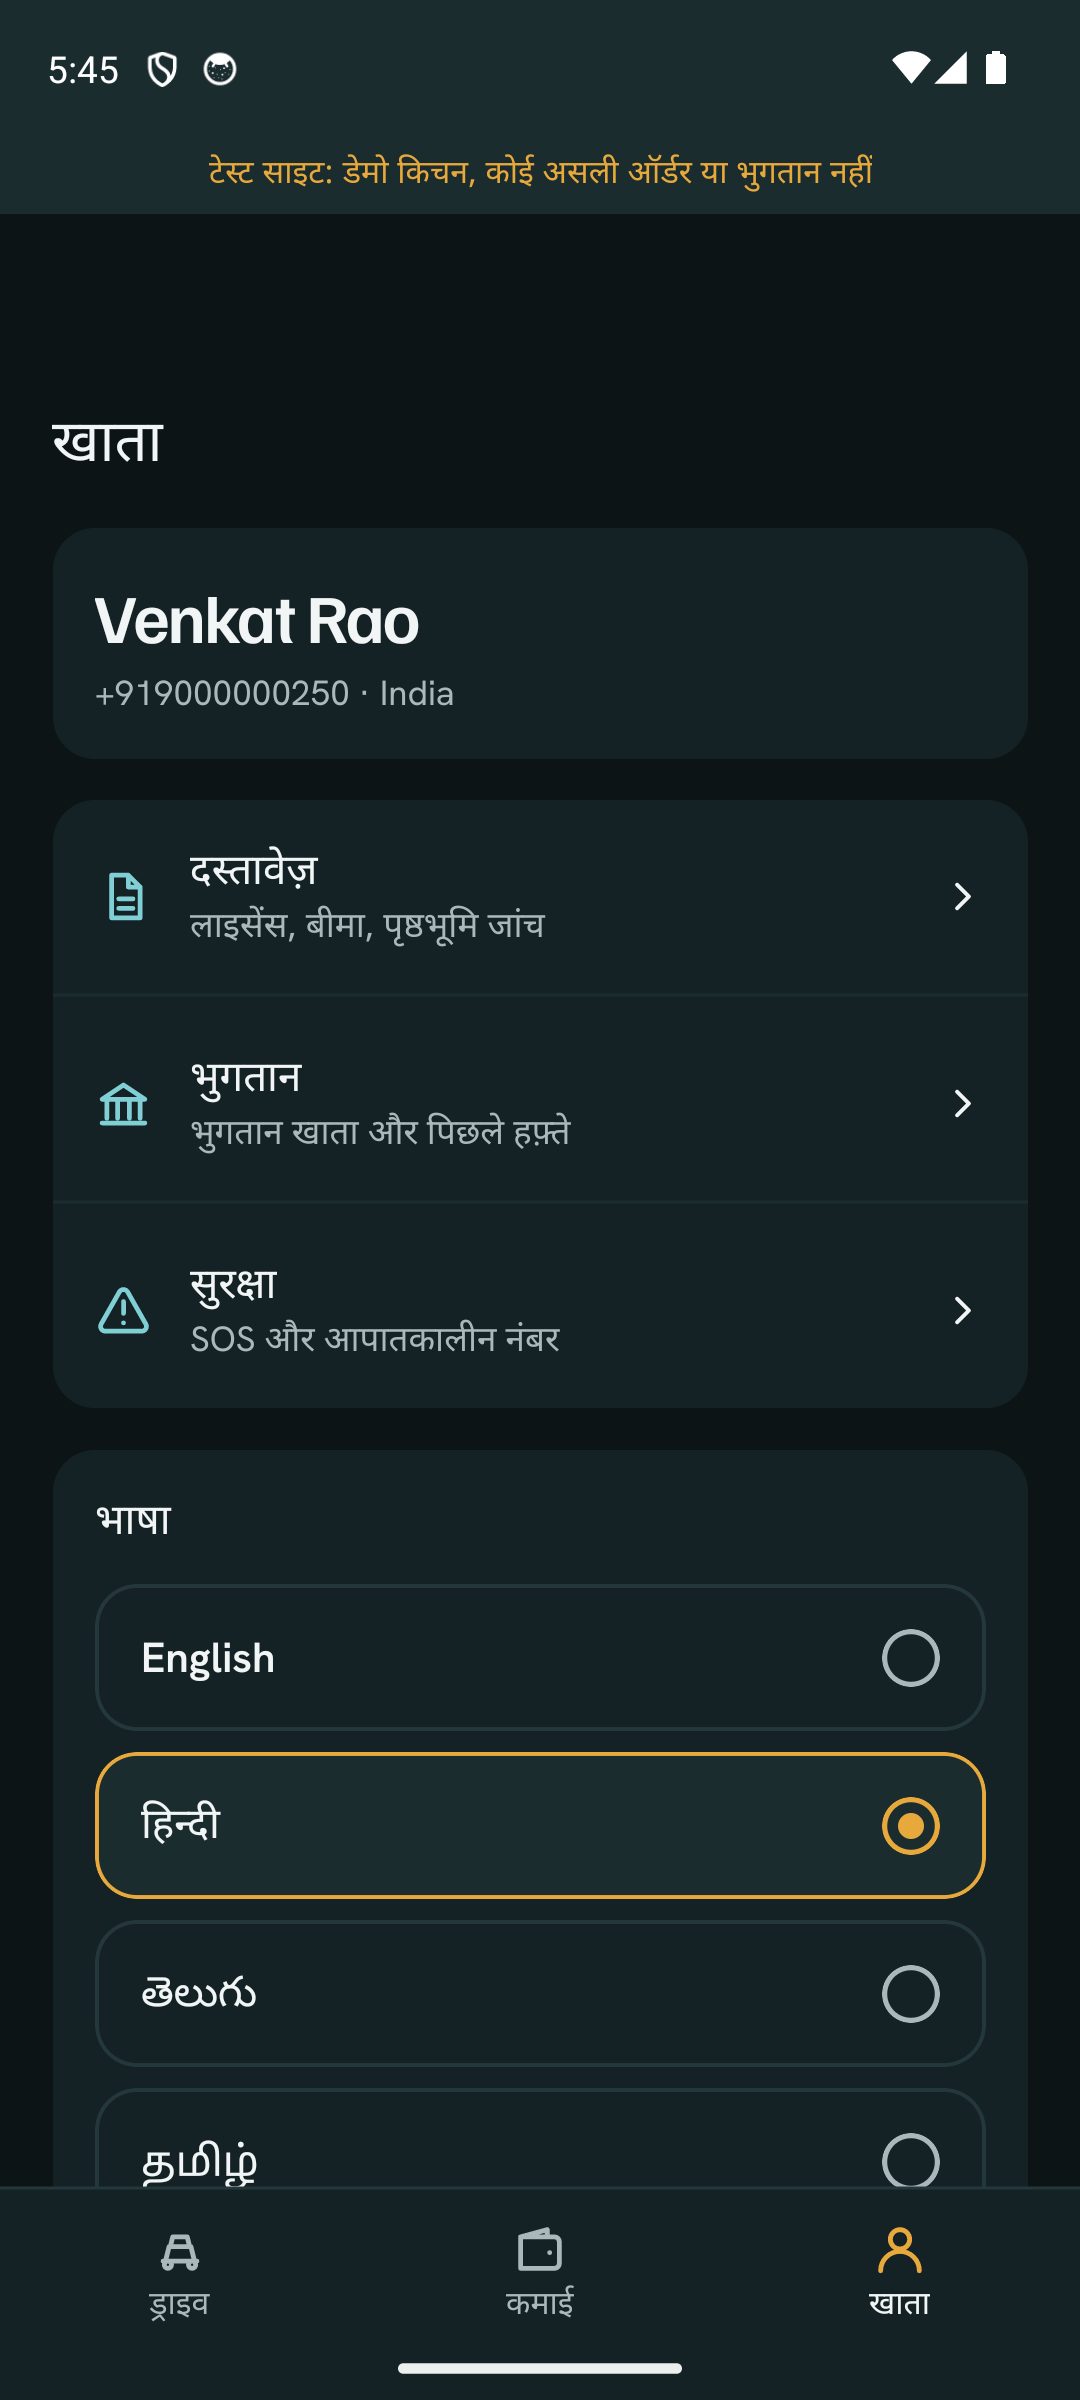 5:45
टेस्ट साइट: डेमो किचन, कोई असली ऑर्डर या भुगतान नहीं
खाता
Venkat Rao
+919000000250 · India
दस्तावेज़
लाइसेंस, बीमा, पृष्ठभूमि जांच
भुगतान
भुगतान खाता और पिछले हफ़्ते
सुरक्षा
SOS और आपातकालीन नंबर
भाषा
English
हिन्दी
తెలుగు
தமிழ்
ड्राइव
कमाई
खाता